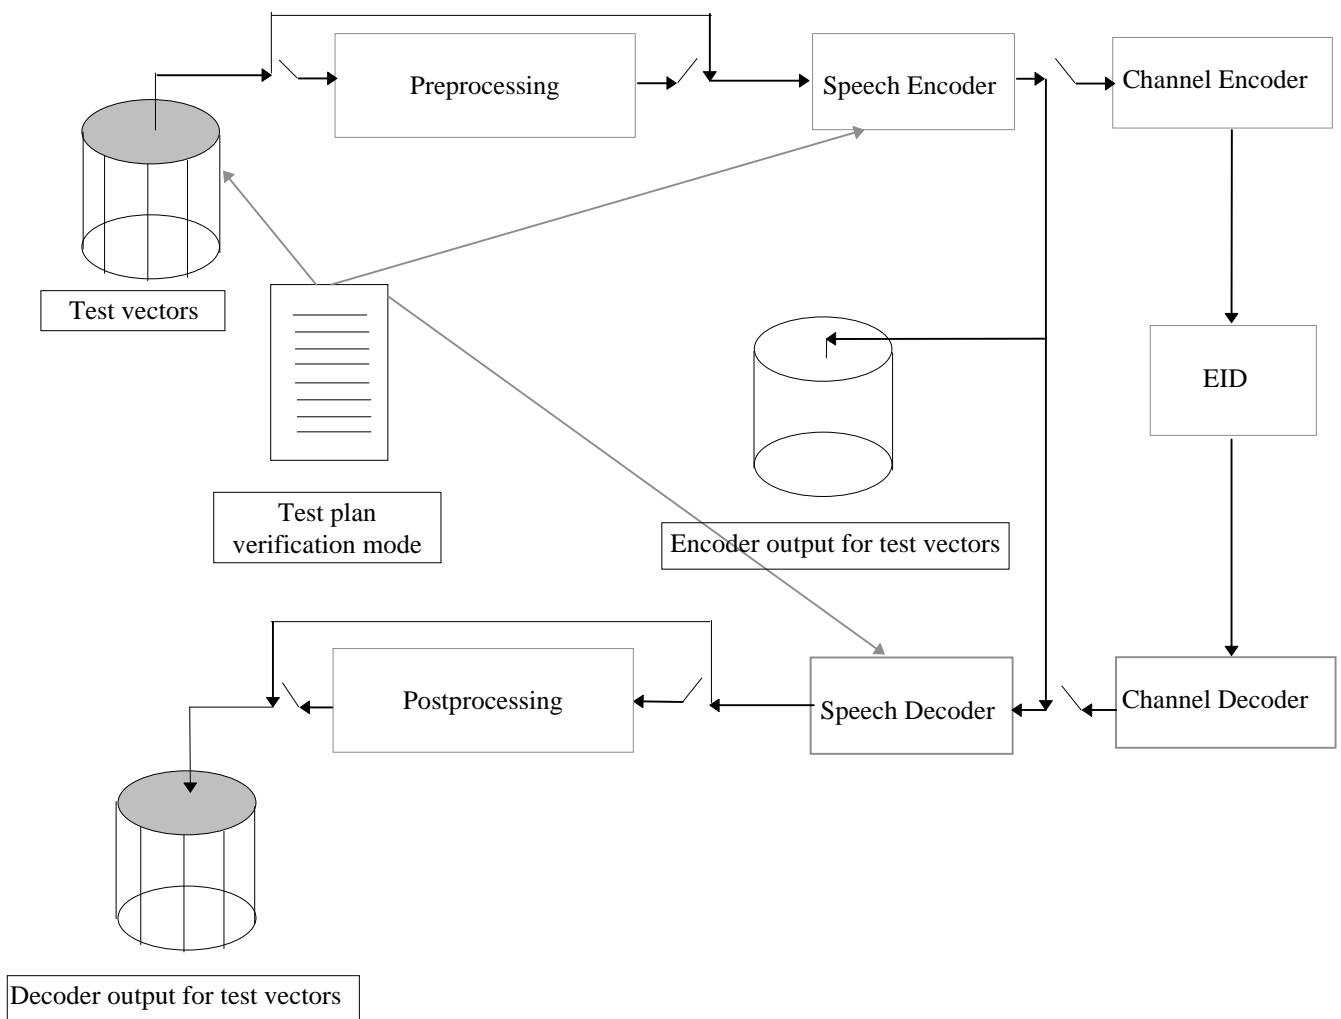 Preprocessing
Speech Encoder
Channel Encoder
Test vectors
EID
Test plan
verification mode
Encoder output for test vectors
Postprocessing
Speech Decoder
Channel Decoder
Decoder output for test vectors